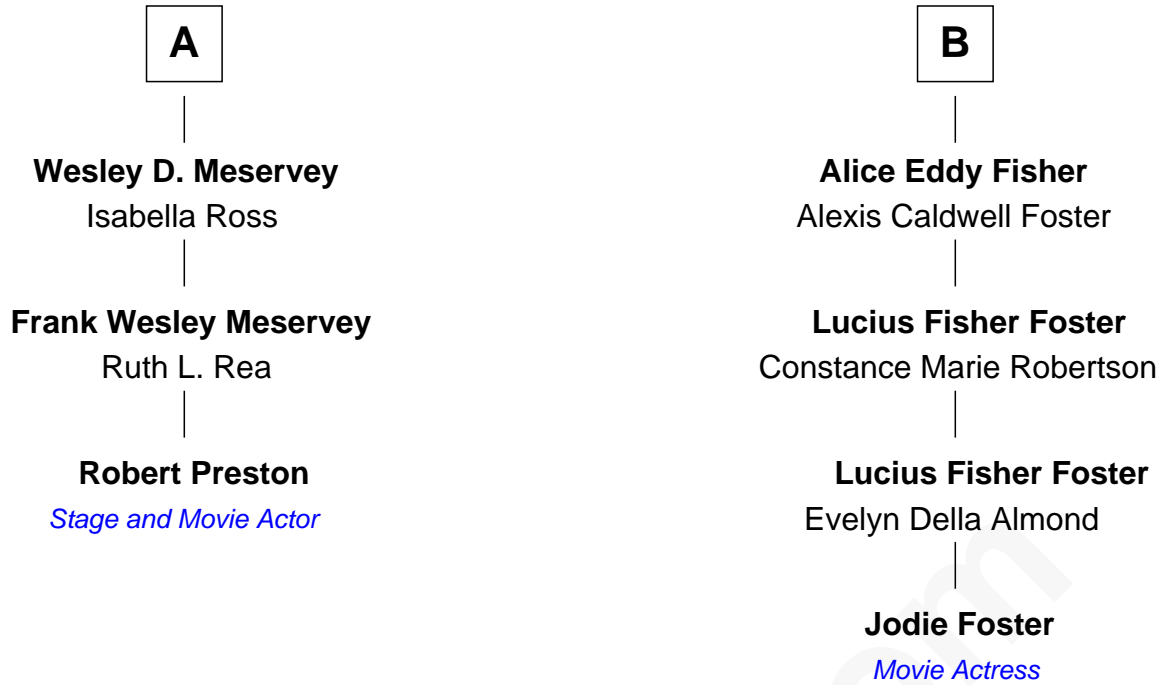 A
Wesley D. Meservey
Isabella Ross
Frank Wesley Meservey
Ruth L. Rea
Robert Preston
Stage and Movie Actor
B
Alice Eddy Fisher
Alexis Caldwell Foster
Lucius Fisher Foster
Constance Marie Robertson
Lucius Fisher Foster
Evelyn Della Almond
Jodie Foster
Movie Actress